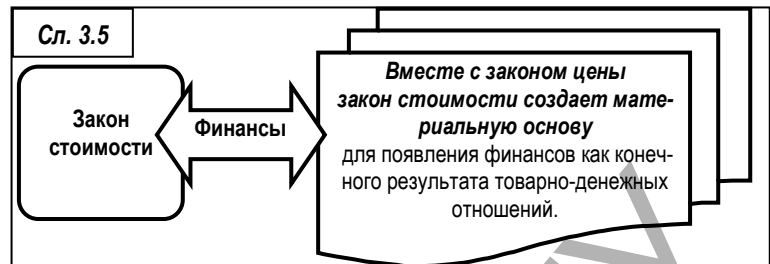 Сл. 3.5
Закон
стоимости
Финансы
Вместе с законом цены
закон стоимости создает мате-
риальную основу
для появления финансов как конеч-
ного результата товарно-денежных
отношений.